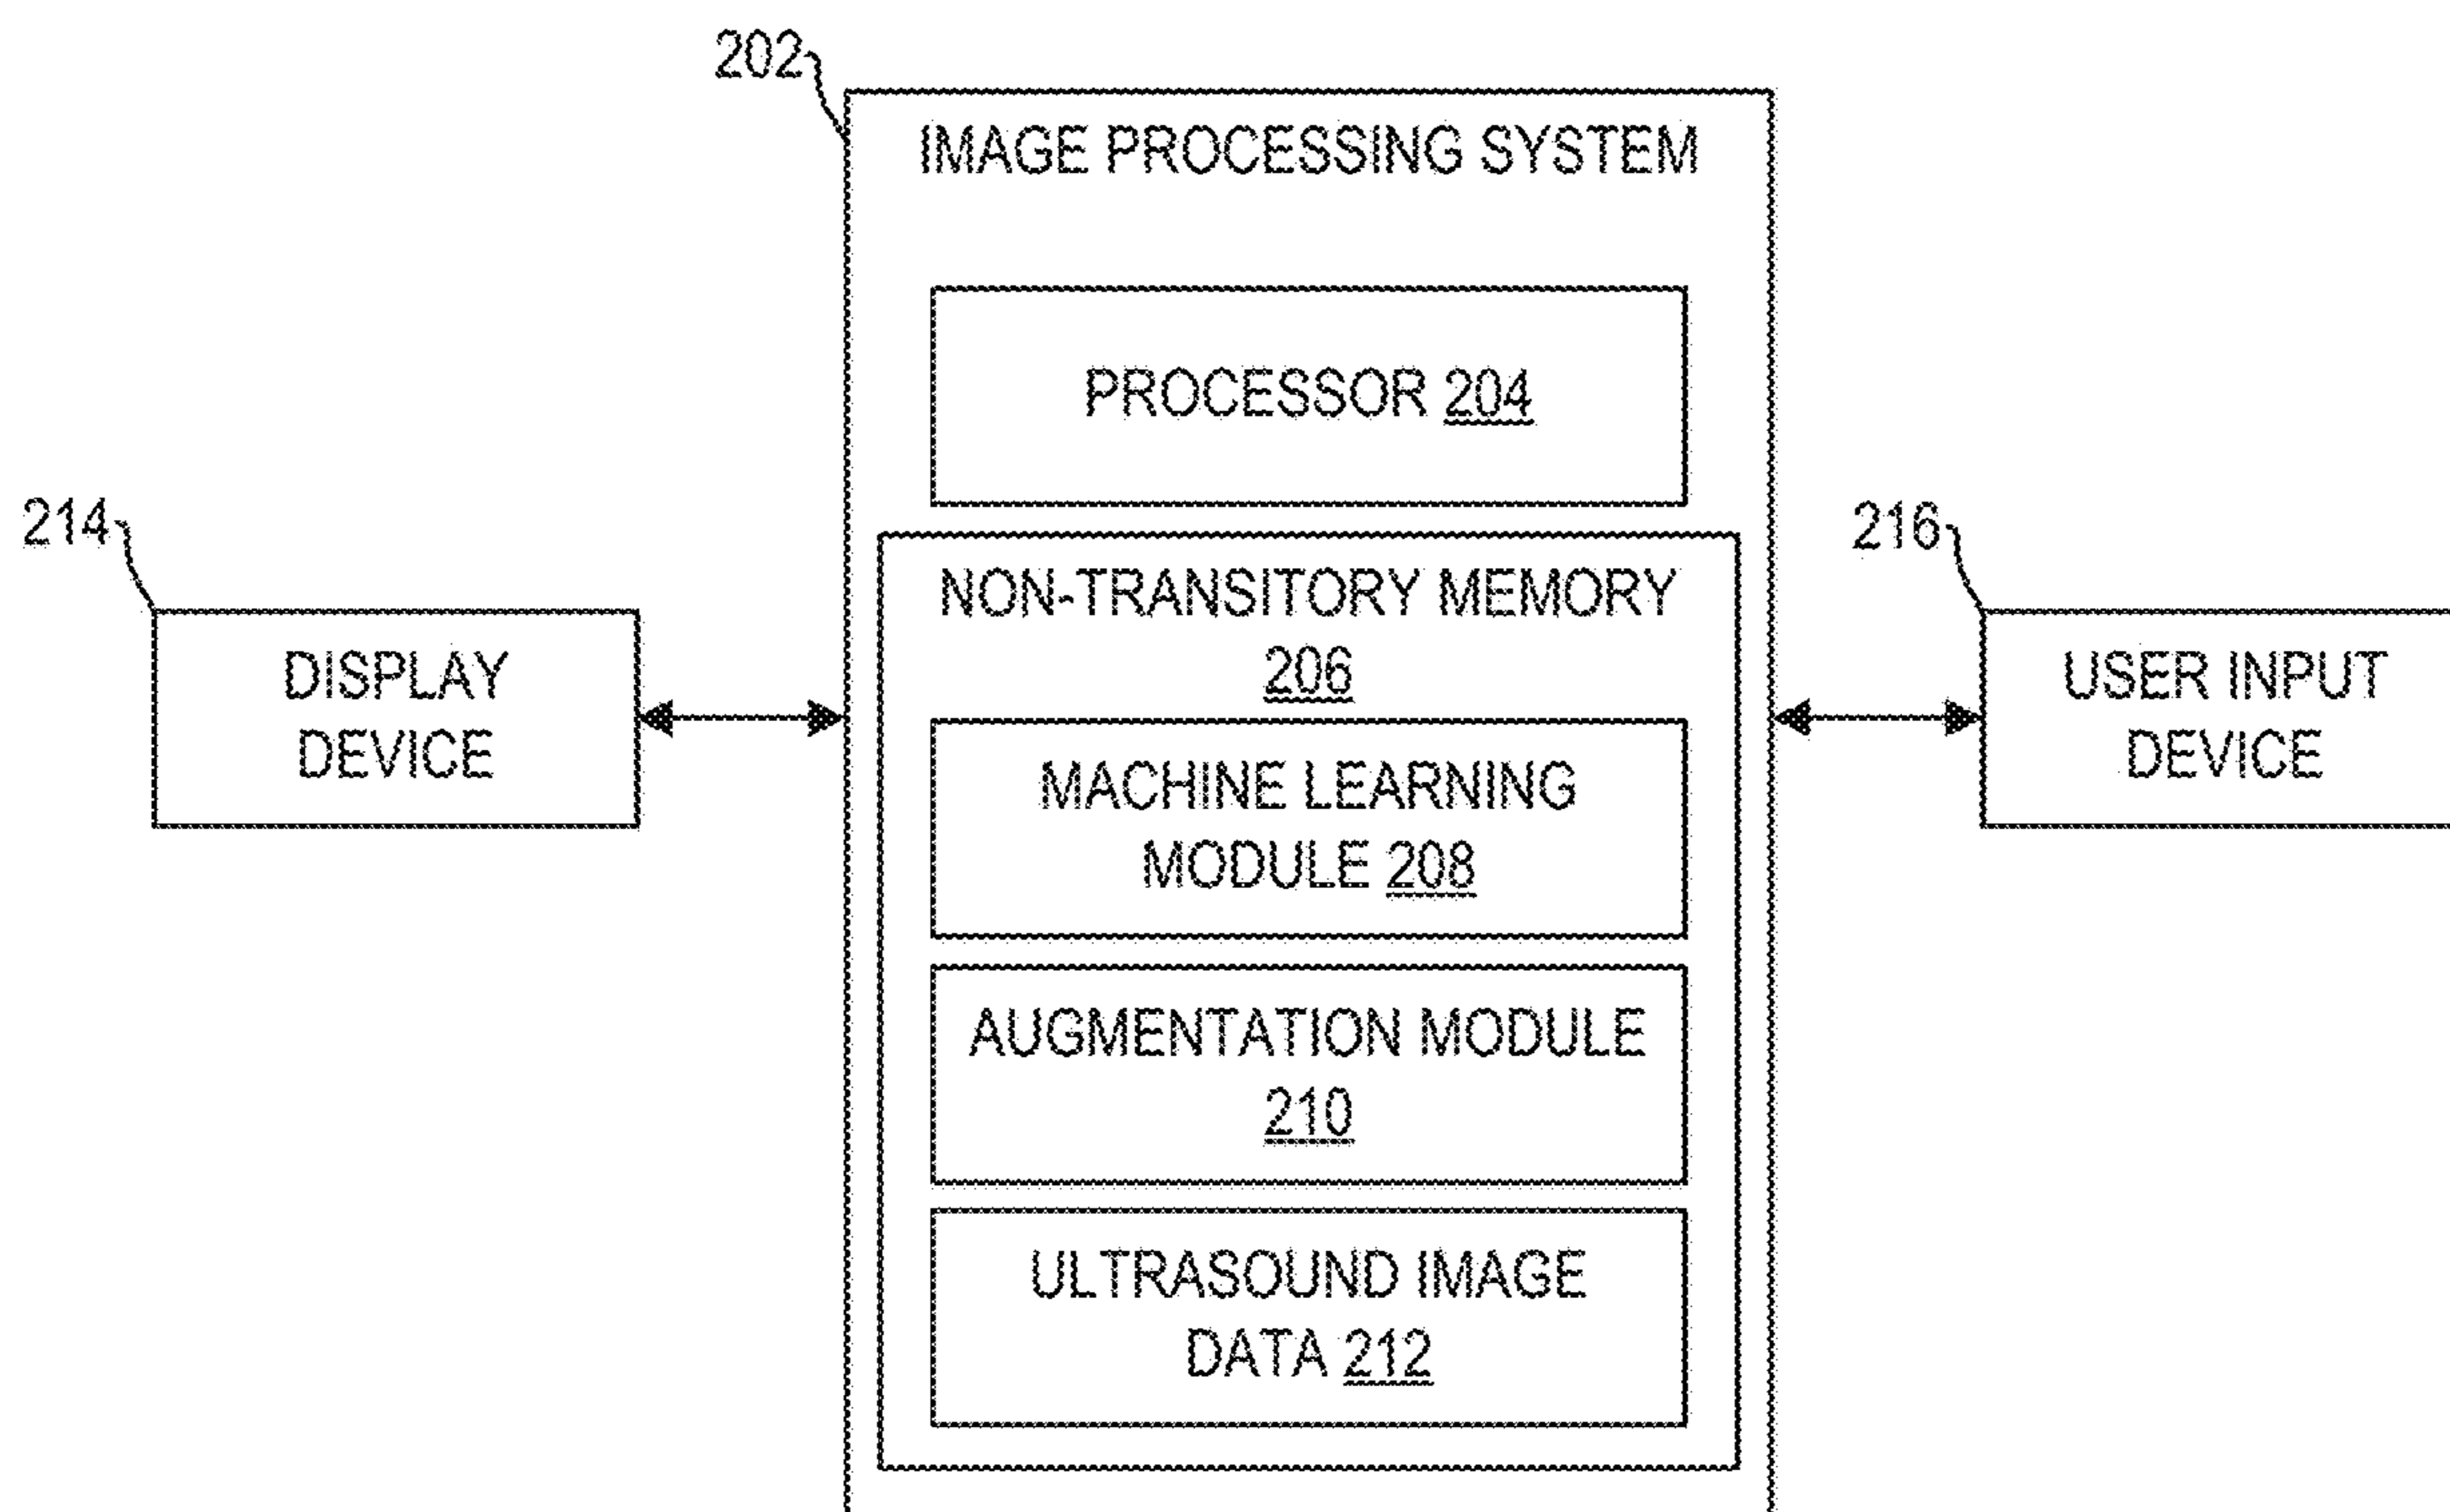 202
IMAGE PROCESSING SYSTEM
PROCESSOR 204
214
DISPLAY
DEVICE
NON-TRANSITORY MEMORY
206
MACHINE LEARNING
MODULE 208
AUGMENTATION MODULE
210
ULTRASOUND IMAGE
DATA 212
216
USER INPUT
DEVICE